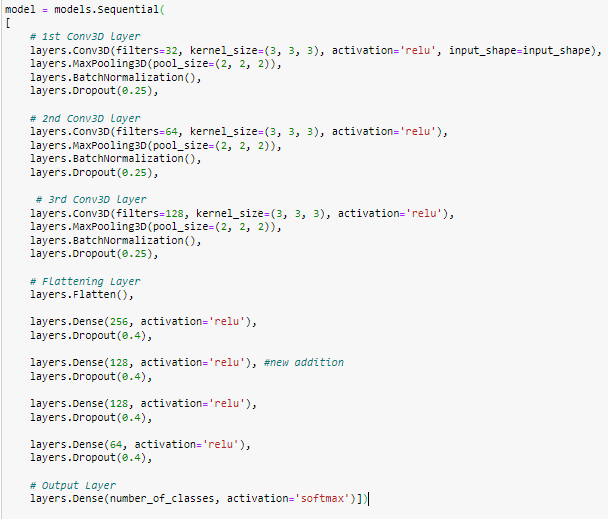 model = models.Sequential(
[
    # 1st Conv3D layer
    layers.Conv3D(filters=32, kernel_size=(3, 3, 3), activation='relu', input_shape=input_shape),
    layers.MaxPooling3D(pool_size=(2, 2, 2)),
    layers.BatchNormalization(),
    layers.Dropout(0.25),

    # 2nd Conv3D layer
    layers.Conv3D(filters=64, kernel_size=(3, 3, 3), activation='relu'),
    layers.MaxPooling3D(pool_size=(2, 2, 2)),
    layers.BatchNormalization(),
    layers.Dropout(0.25),

     # 3rd Conv3D layer
    layers.Conv3D(filters=128, kernel_size=(3, 3, 3), activation='relu'),
    layers.MaxPooling3D(pool_size=(2, 2, 2)),
    layers.BatchNormalization(),
    layers.Dropout(0.25),

    # Flattening Layer
    layers.Flatten(),

    layers.Dense(256, activation='relu'),
    layers.Dropout(0.4),

    layers.Dense(128, activation='relu'), #new addition
    layers.Dropout(0.4),

    layers.Dense(128, activation='relu'),
    layers.Dropout(0.4),

    layers.Dense(64, activation='relu'),
    layers.Dropout(0.4),

    # Output Layer
    layers.Dense(number_of_classes, activation='softmax')])